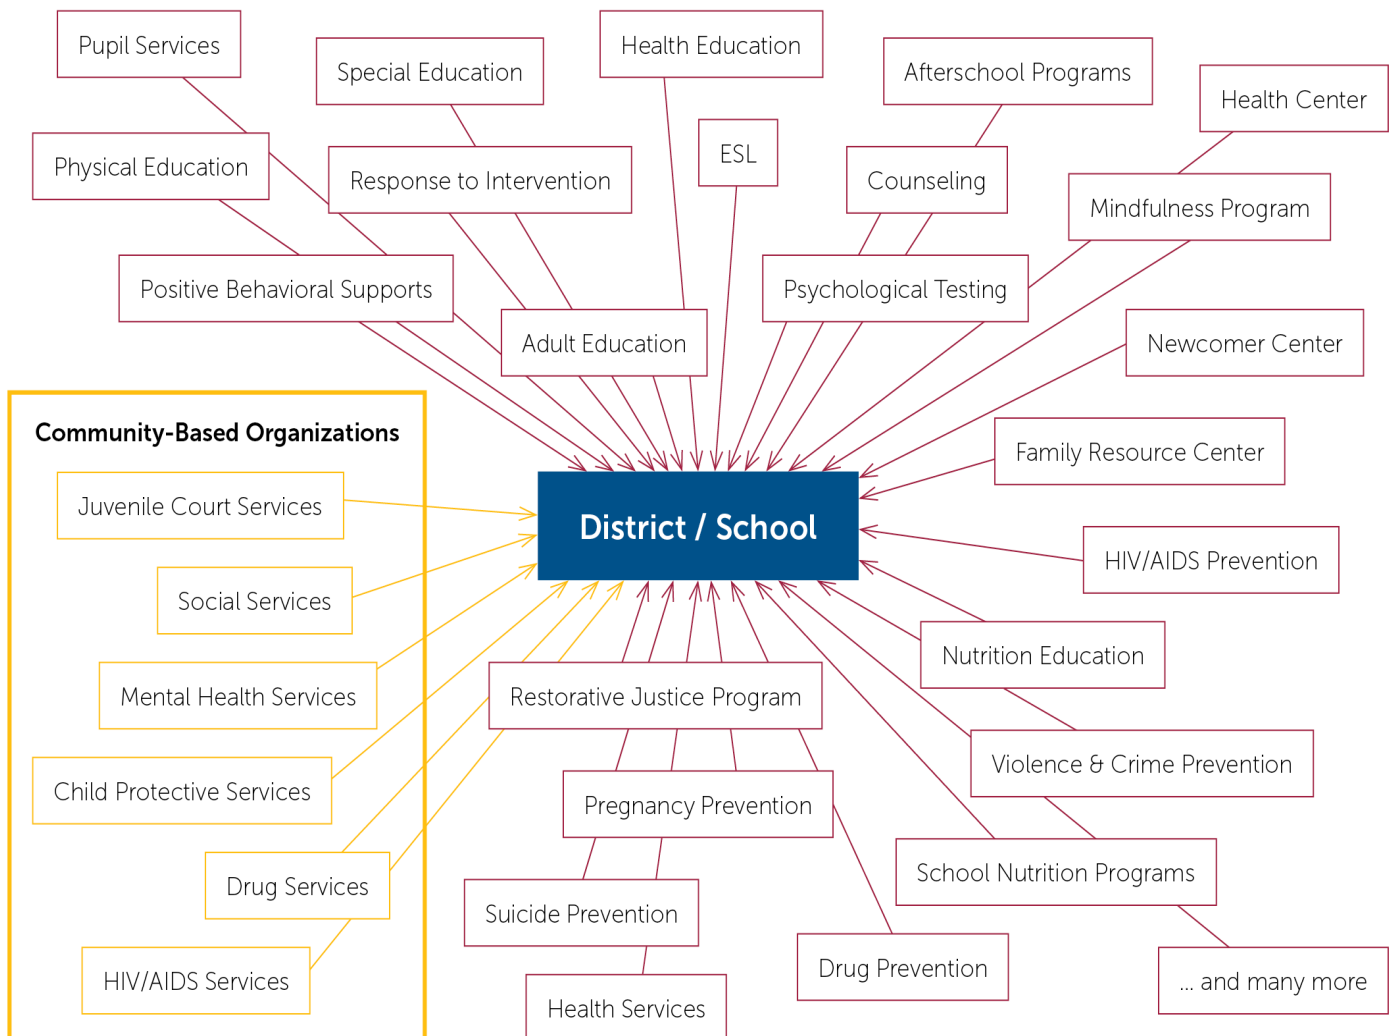 Pupil Services
Special Education
Health Education
Afterschool Programs
Health Center
Physical Education
Response to Intervention
ESL
Counseling
Mindfulness Program
Positive Behavioral Supports
Adult Education
Psychological Testing
Newcomer Center
Community-Based Organizations
Juvenile Court Services
Social Services
Mental Health Services
Child Protective Services
Drug Services
HIV/AIDS Services
District / School
Family Resource Center
HIV/AIDS Prevention
Nutrition Education
Restorative Justice Program
Violence & Crime Prevention
Pregnancy Prevention
School Nutrition Programs
Suicide Prevention
Drug Prevention
... and many more
Health Services